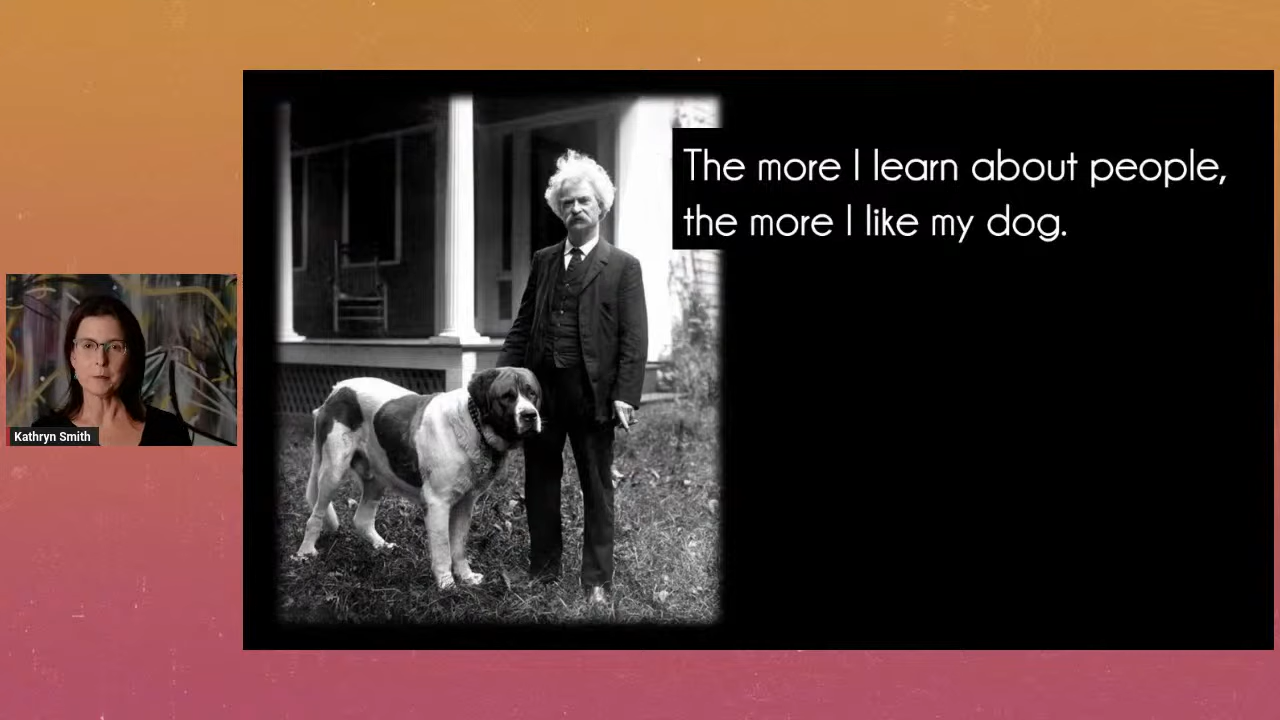 The more I learn about people,
the more I like my dog.
Kathryn Smith